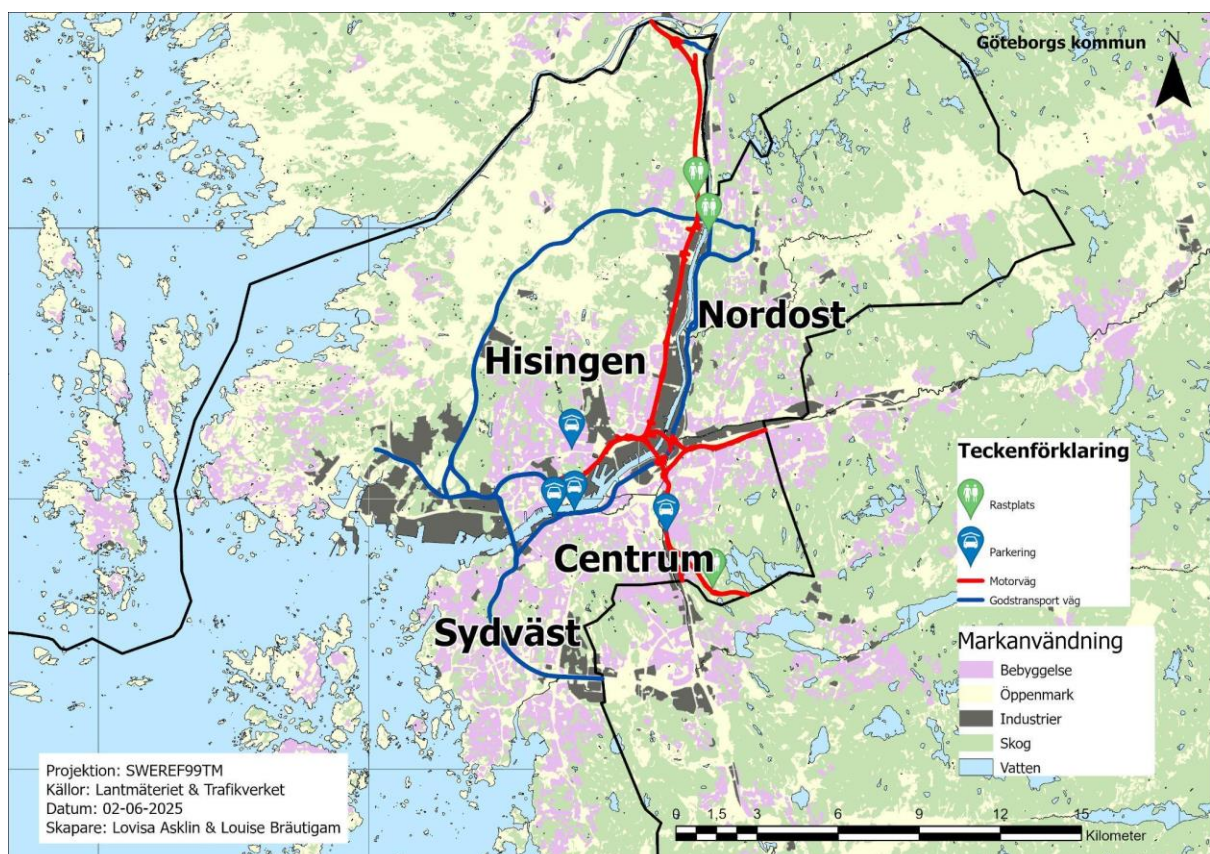 Göteborgs kommun
N
Nordost
Hisingen
Centrum
Sydväst
Teckenförklaring
Rastplats
Parkering
Motorväg
Godstransport väg
Markanvändning
Bebyggelse
Öppenmark
Industrier
Skog
Vatten
Projektion: SWEREF99TM
Källor: Lantmäteriet & Trafikverket
Datum: 02-06-2025
Skapare: Lovisa Asklin & Louise Bräutigam
0 1,5 3 6 9 12 15
Kilometer